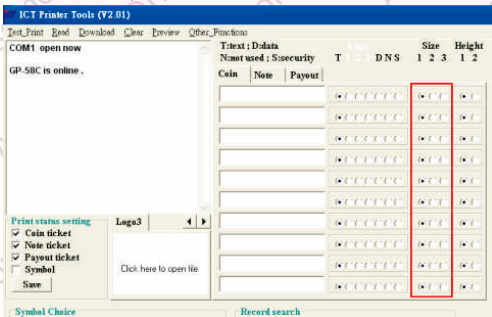 ICT Printer Tools (V2.01)
Test_Print Read Download Clear Preview Other_Functions
COM1 open now
GP-58C is online .
T:text ; D:data
N:not used ; S:security
T D N S
Size
1 2 3
Height
1 2
Coin Note Payout
Print status setting
Coin ticket
Note ticket
Payout ticket
Symbol
Save
Logo3
Click here to open file
Symbol Choice
Record search